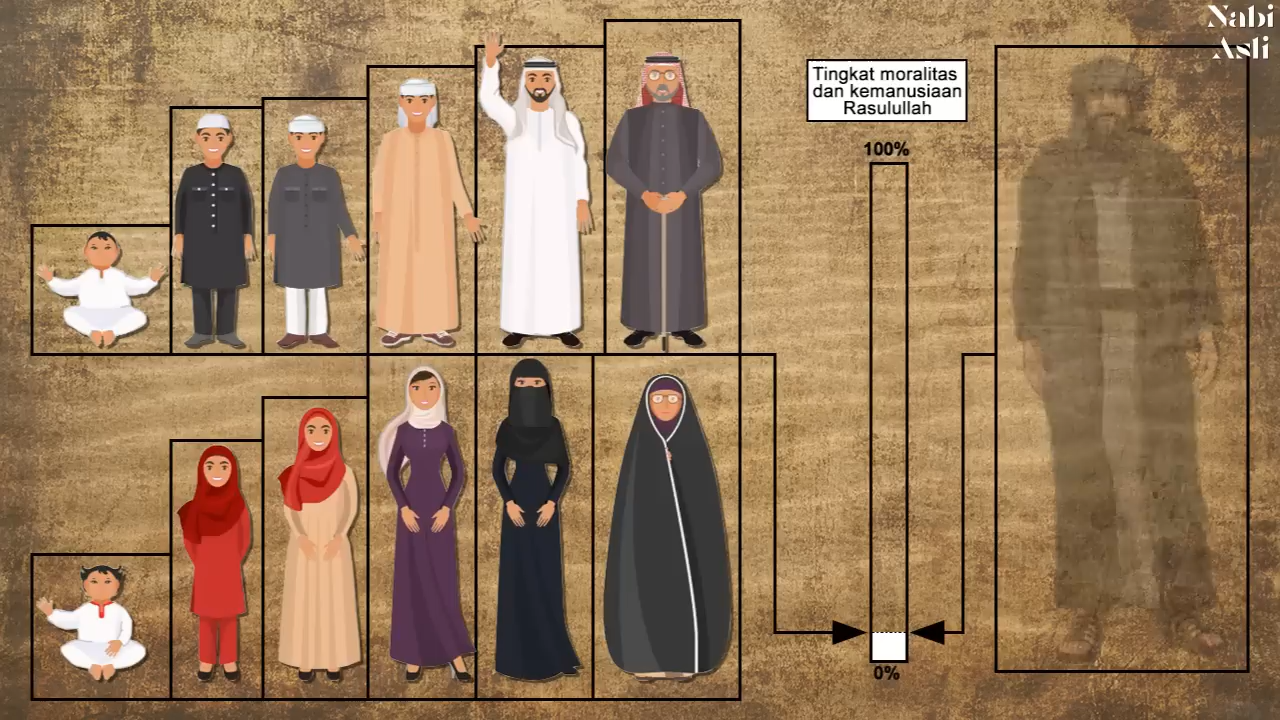 Nabi
Asli
Tingkat moralitas
dan kemanusiaan
Rasulullah
100%
0%